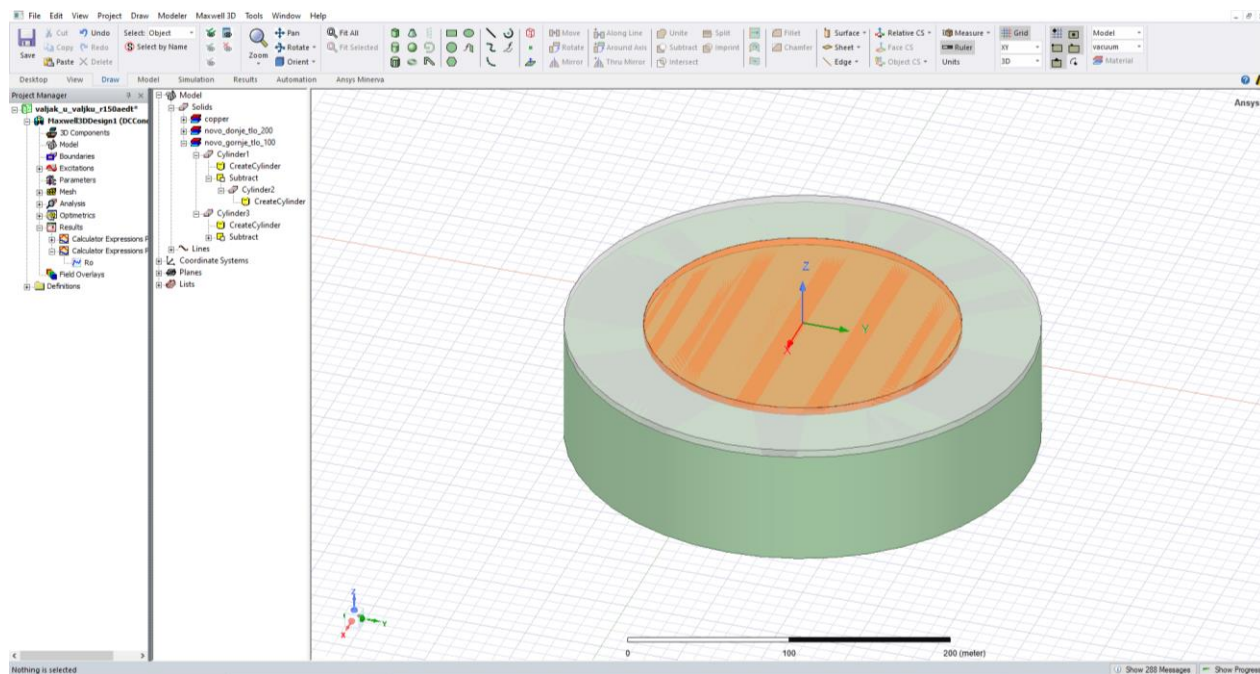 File Edit View Project Draw Modeler Maxwell 3D Tools Window Help
Save
Cut Undo
Copy Redo
Paste Delete
Select: Object
Select by Name
Zoom
Pan
Rotate
Orient
Fit All
Fit Selected
Move Along Line Unite Split
Rotate Around Axis Subtract Imprint
Mirror Thru Mirror Intersect
Fillet
Chamfer
Surface Relative CS
Sheet Face CS
Edge Object CS
Measure
Ruler
Units
Grid
XY
3D
Model
vacuum
Material
Desktop View Draw Model Simulation Results Automation Ansys Minerva
Project Manager
valjak_u_valjku_r150aedt*
Maxwell3DDesign1 (DCCon
3D Components
Model
Boundaries
Excitations
Parameters
Mesh
Analysis
Optimetrics
Results
Calculator Expressions F
Calculator Expressions F
Ro
Field Overlays
Definitions
Model
Solids
copper
novo_donje_tlo_200
novo_gornje_tlo_100
Cylinder1
CreateCylinder
Subtract
Cylinder2
CreateCylinder
Cylinder3
CreateCylinder
Subtract
Lines
Coordinate Systems
Planes
Lists
Ansys
Z
Y
X
Z
Y
X
0 100 200 (meter)
Nothing is selected
Show 288 Messages Show Progress